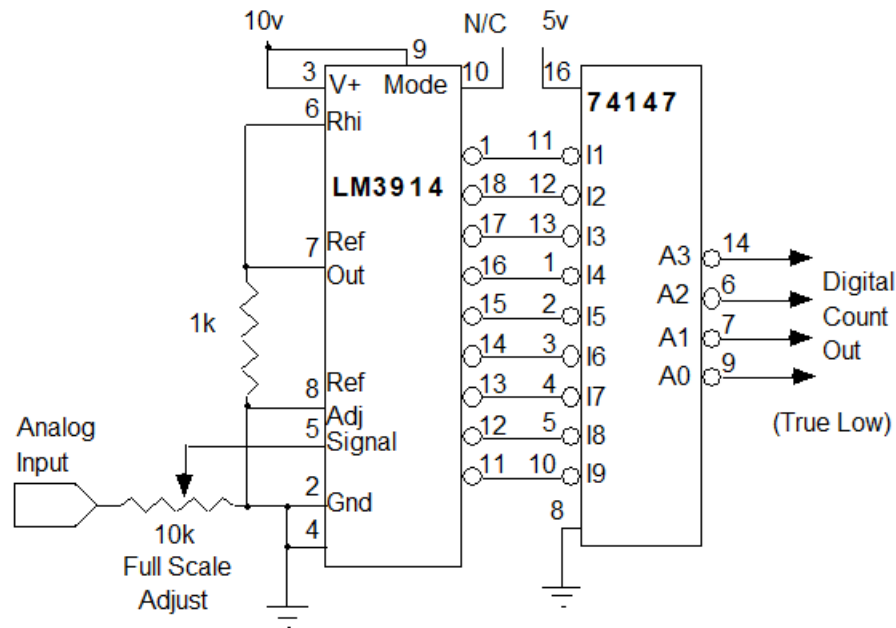 10v
N/C
5v
9
3
V+
Mode
10
16
6
Rhi
74147
LM3914
1
11
I1
18
12
I2
17
13
I3
7
Ref
Out
16
1
I4
A3
14
15
2
I5
A2
6
Digital
Count
Out
14
3
I6
A1
7
1k
13
4
I7
A0
9
8
Ref
Adj
12
5
I8
(True Low)
5
Signal
11
10
I9
Analog
Input
2
Gnd
8
4
10k
Full Scale
Adjust